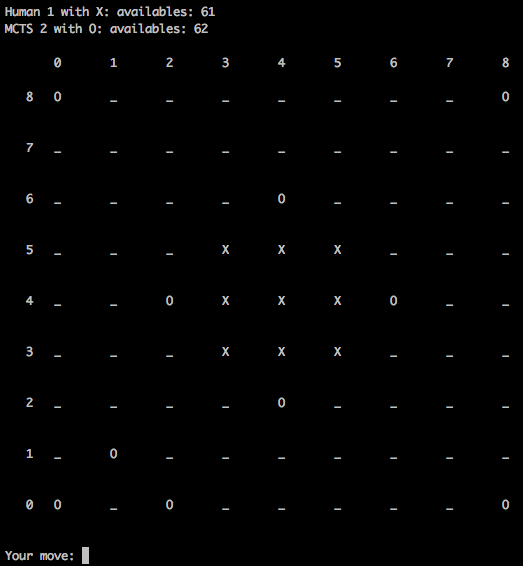 Human 1 with X: availables: 61
MCTS 2 with O: availables: 62
0 1 2 3 4 5 6 7 8
8 O _ _ _ _ _ _ _ O
7 _ _ _ _ _ _ _ _ _
6 _ _ _ _ O _ _ _ _
5 _ _ _ X X X _ _ _
4 _ _ O X X X O _ _
3 _ _ _ X X X _ _ _
2 _ _ _ _ O _ _ _ _
1 _ O _ _ _ _ _ _ _
0 O _ O _ _ _ _ _ O
Your move: